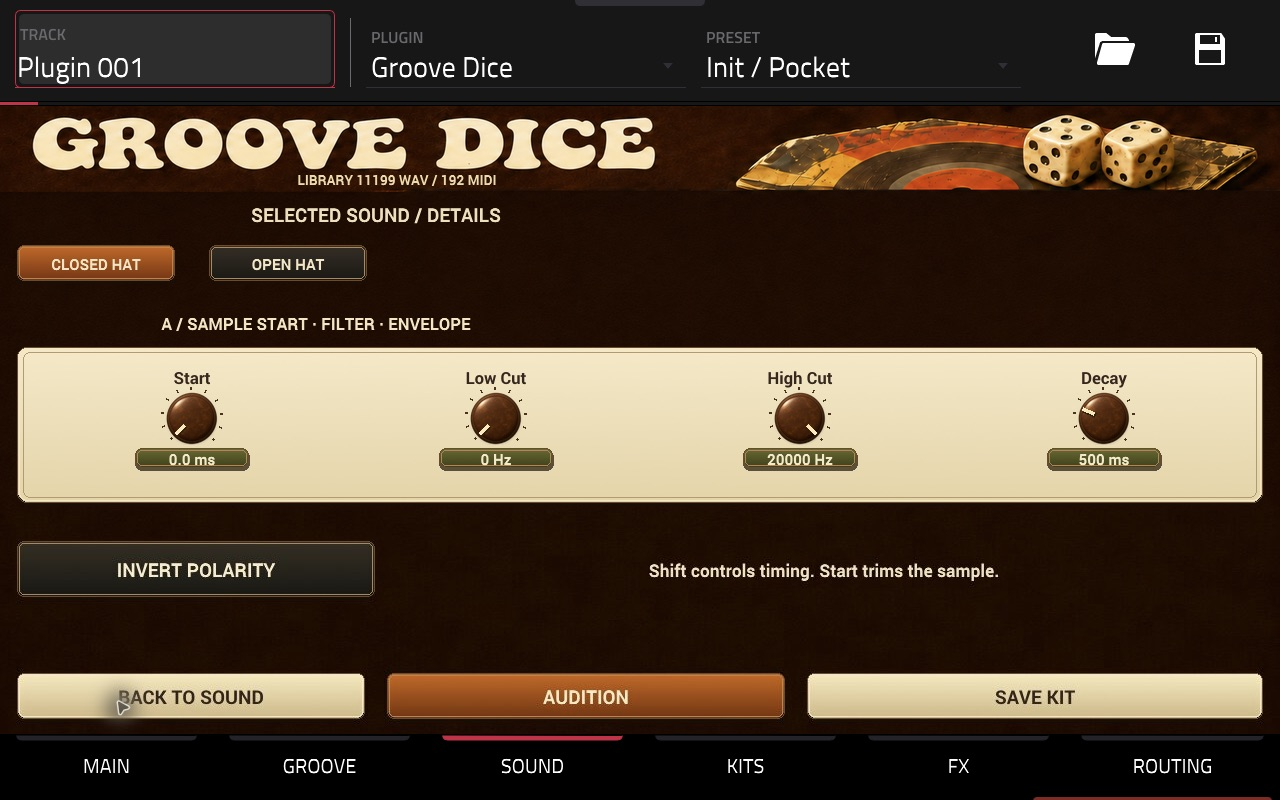 TRACK
Plugin 001
PLUGIN
Groove Dice
PRESET
Init / Pocket
GROOVE DICE
LIBRARY 11199 WAV / 192 MIDI
SELECTED SOUND / DETAILS
CLOSED HAT
OPEN HAT
A / SAMPLE START · FILTER · ENVELOPE
Start
Low Cut
High Cut
Decay
0.0 ms
0 Hz
20000 Hz
500 ms
INVERT POLARITY
Shift controls timing. Start trims the sample.
BACK TO SOUND
AUDITION
SAVE KIT
MAIN
GROOVE
SOUND
KITS
FX
ROUTING